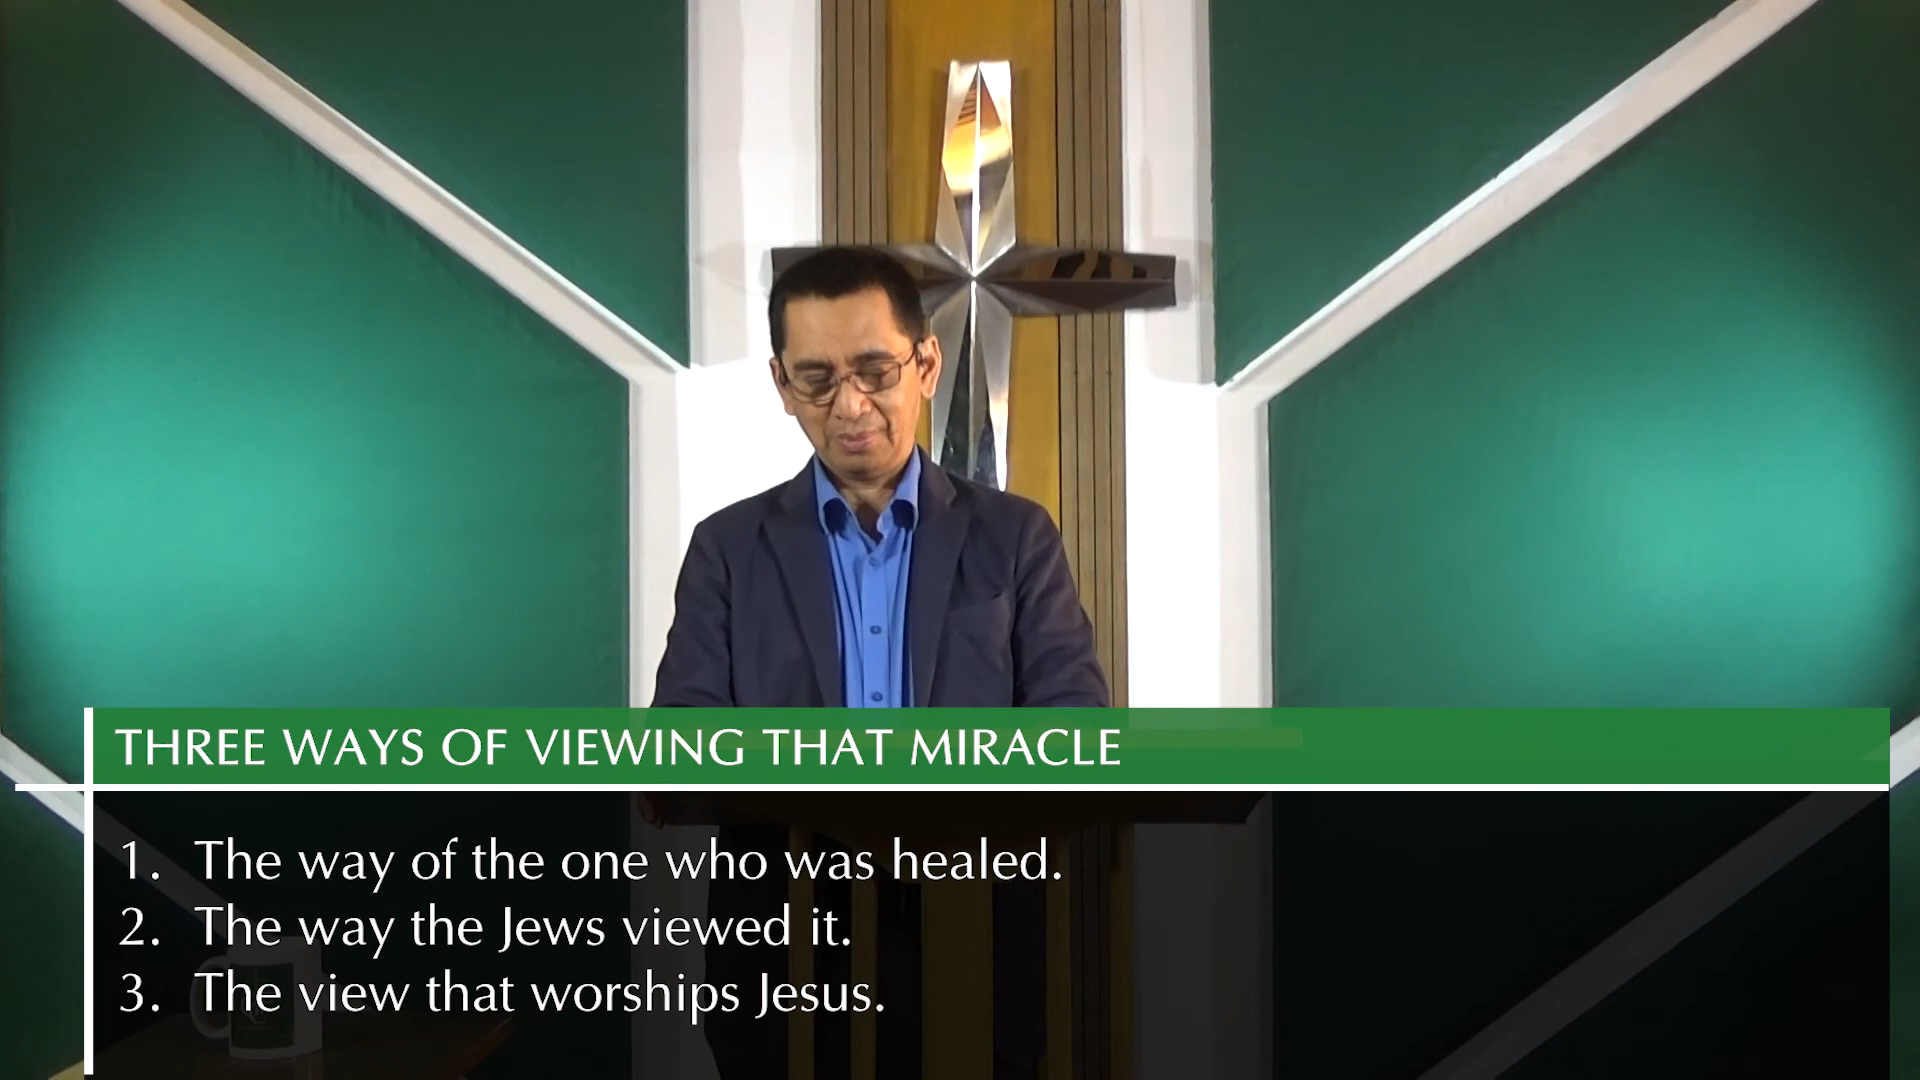 THREE WAYS OF VIEWING THAT MIRACLE
1. The way of the one who was healed.
2. The way the Jews viewed it.
3. The view that worships Jesus.